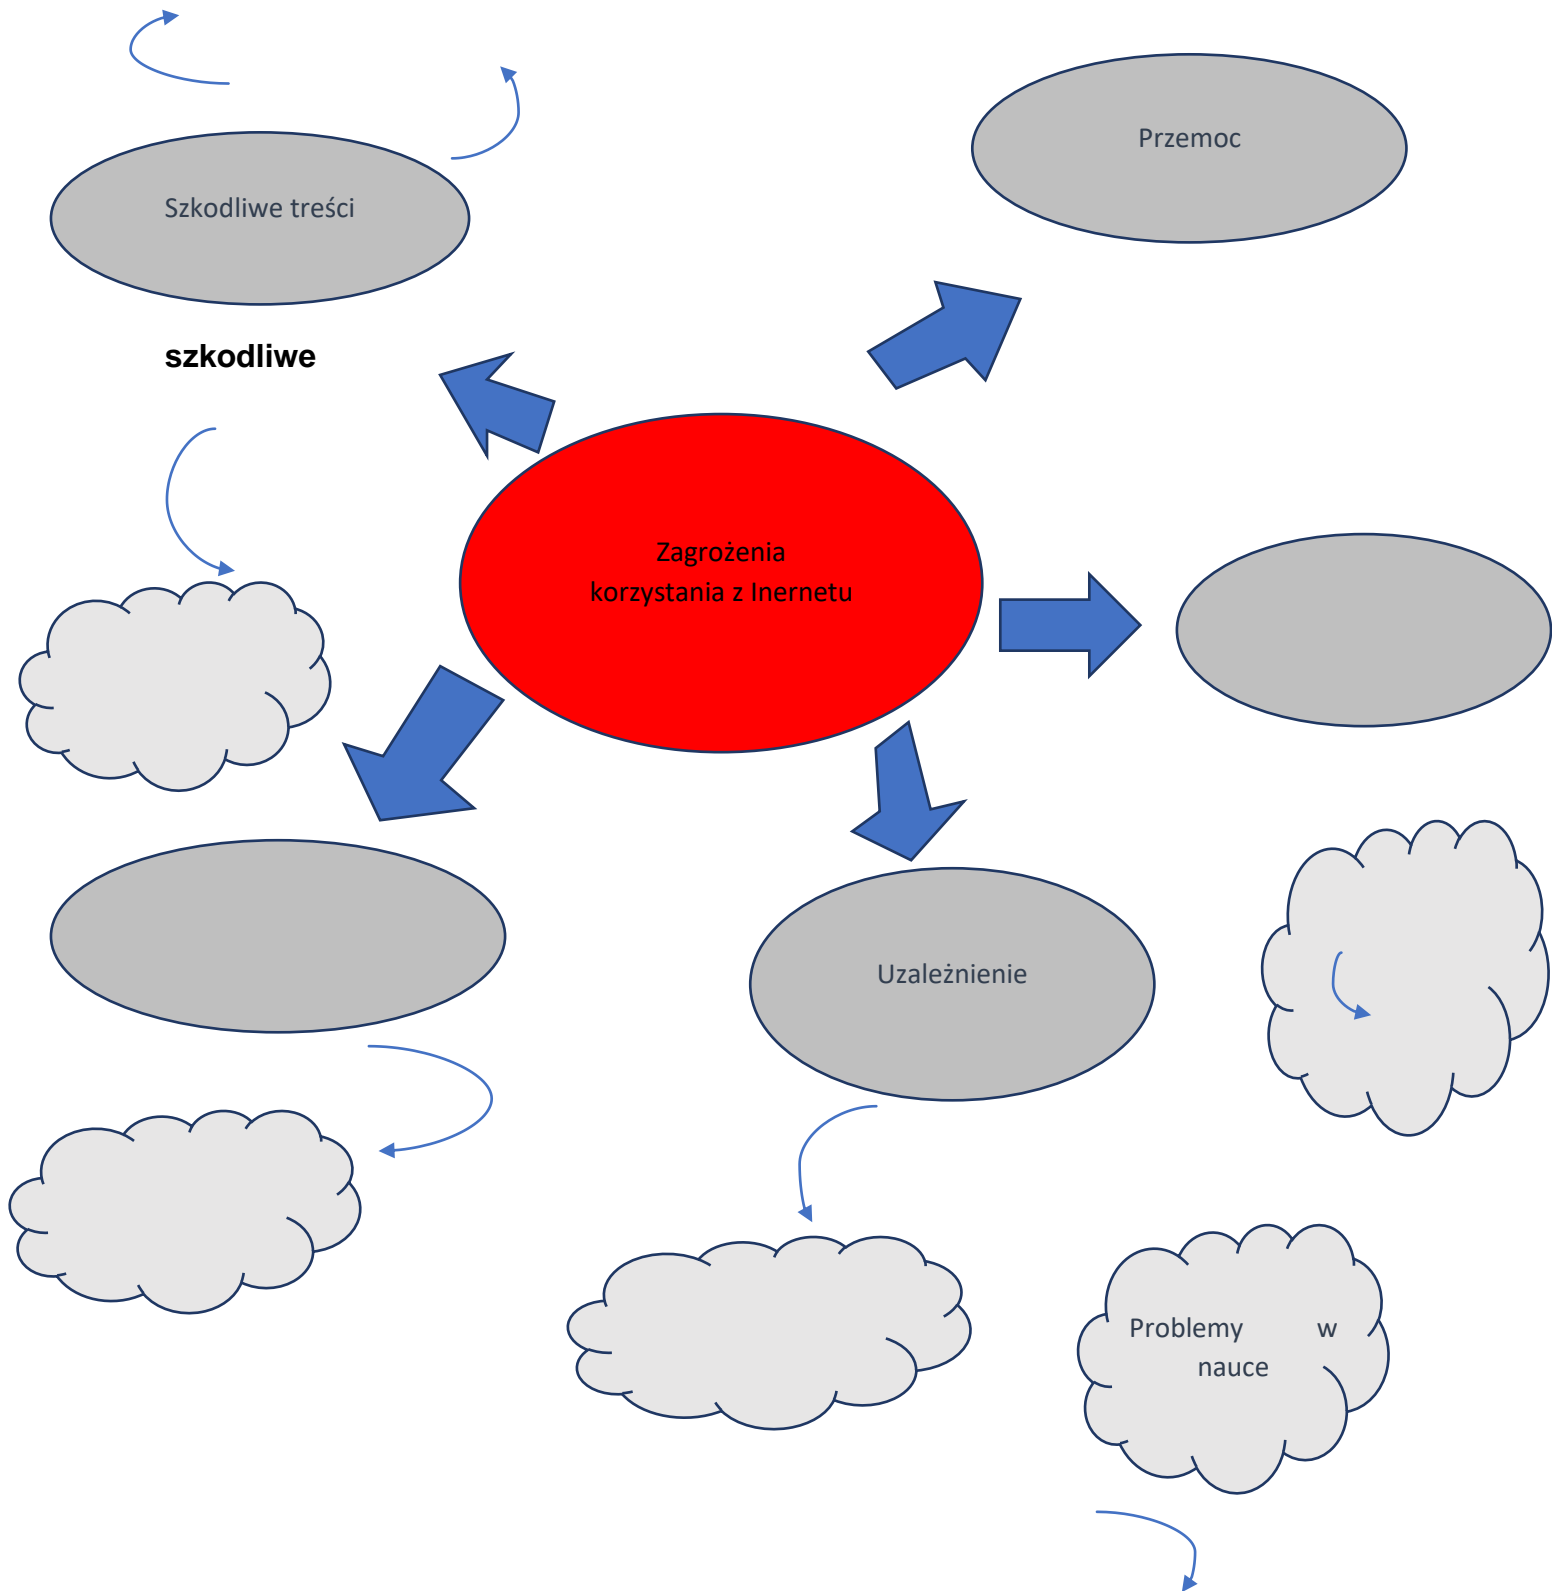 Przemoc
Szkodliwe treści
szkodliwe
Zagrożenia
korzystania z Inernetu
Uzależnienie
Problemy w
nauce